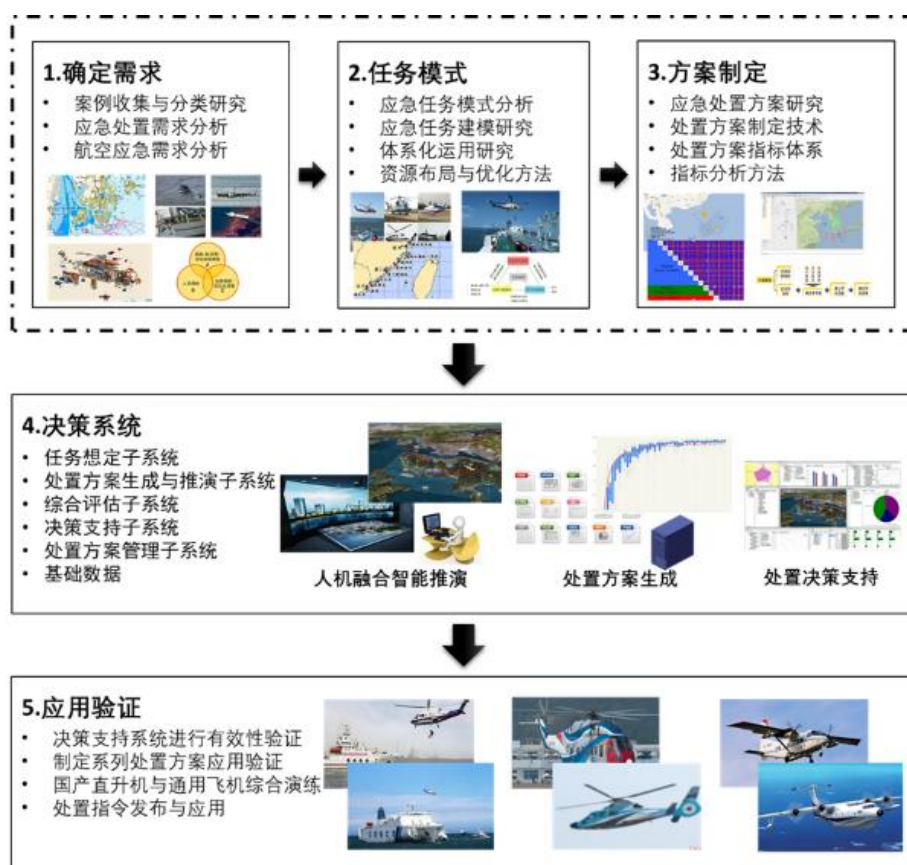 1.确定需求
• 案例收集与分类研究
• 应急处置需求分析
• 航空应急需求分析
2.任务模式
• 应急任务模式分析
• 应急任务建模研究
• 体系化运用研究
• 资源布局与优化方法
3.方案制定
• 应急处置方案研究
• 处置方案制定技术
• 处置方案指标体系
• 指标分析方法
4.决策系统
• 任务想定子系统
• 处置方案生成与推演子系统
• 综合评估子系统
• 决策支持子系统
• 处置方案管理子系统
• 基础数据
人机融合智能推演
处置方案生成
处置决策支持
5.应用验证
• 决策支持系统进行有效性验证
• 制定系列处置方案应用验证
• 国产直升机与通用飞机综合演练
• 处置指令发布与应用